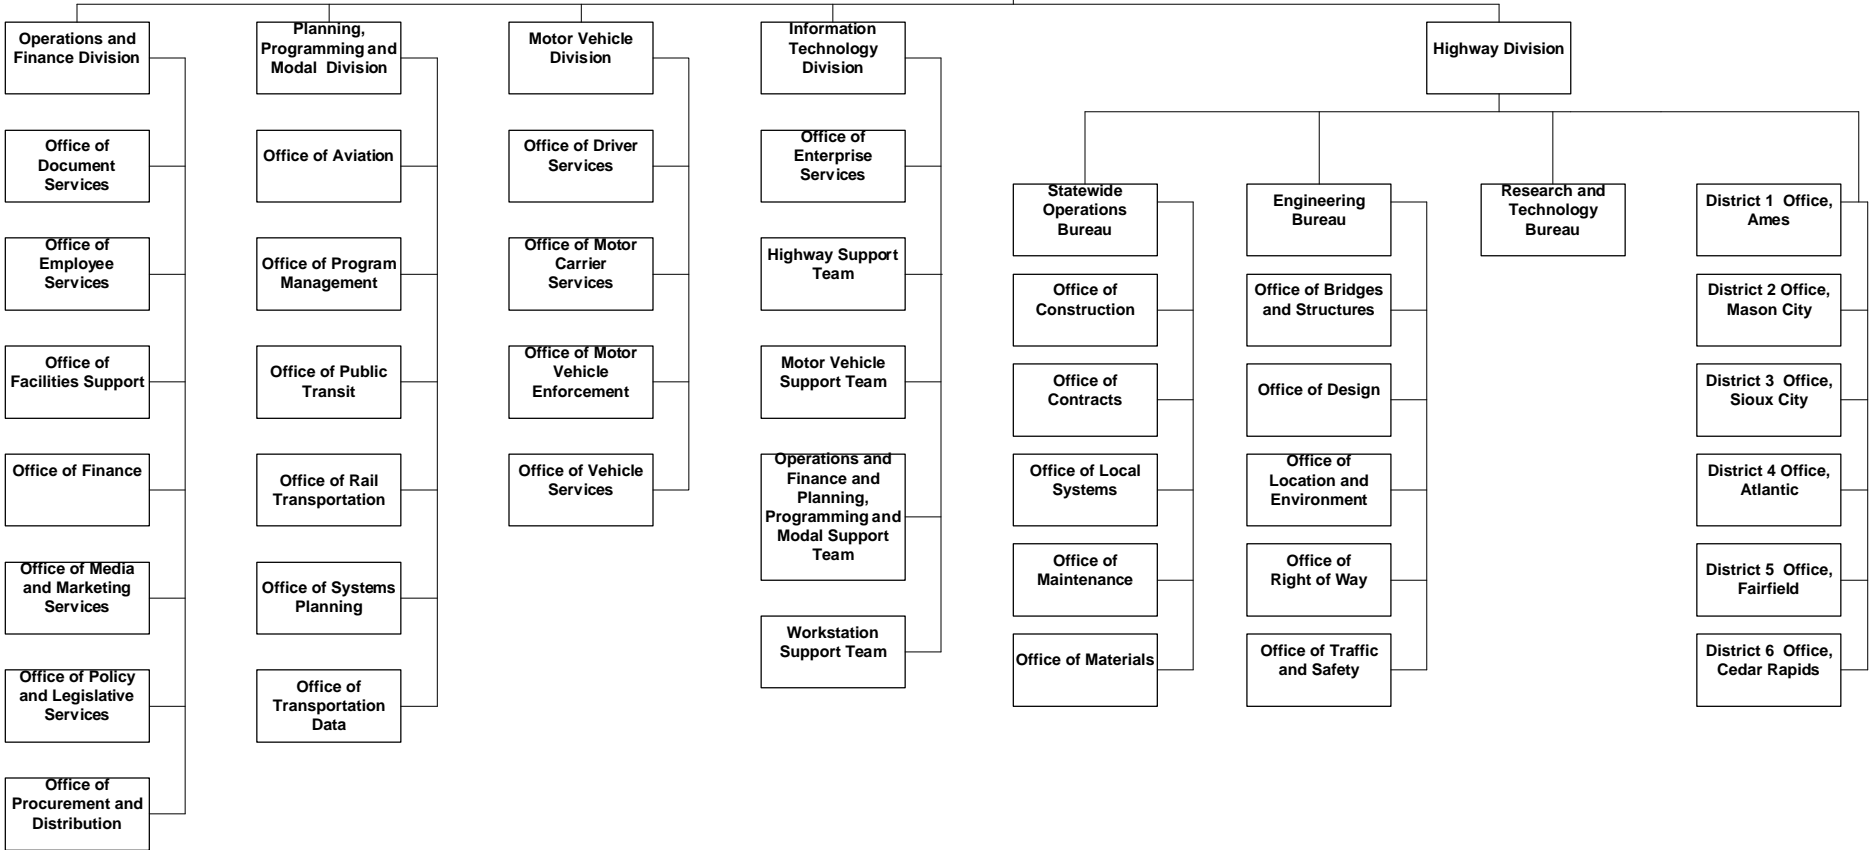 Operations and
Finance Division
Office of
Document
Services
Office of
Employee
Services
Office of
Facilities Support
Office of Finance
Office of Media
and Marketing
Services
Office of Policy
and Legislative
Services
Office of
Procurement and
Distribution
Planning,
Programming and
Modal Division
Office of Aviation
Office of Program
Management
Office of Public
Transit
Office of Rail
Transportation
Office of Systems
Planning
Office of
Transportation
Data
Motor Vehicle
Division
Office of Driver
Services
Office of Motor
Carrier
Services
Office of Motor
Vehicle
Enforcement
Office of Vehicle
Services
Information
Technology
Division
Office of
Enterprise
Services
Highway Support
Team
Motor Vehicle
Support Team
Operations and
Finance and
Planning,
Programming and
Modal Support
Team
Workstation
Support Team
Highway Division
Statewide
Operations
Bureau
Office of
Construction
Office of
Contracts
Office of Local
Systems
Office of
Maintenance
Office of Materials
Engineering
Bureau
Office of Bridges
and Structures
Office of Design
Office of
Location and
Environment
Office of
Right of Way
Office of Traffic
and Safety
Research and
Technology
Bureau
District 1 Office,
Ames
District 2 Office,
Mason City
District 3 Office,
Sioux City
District 4 Office,
Atlantic
District 5 Office,
Fairfield
District 6 Office,
Cedar Rapids